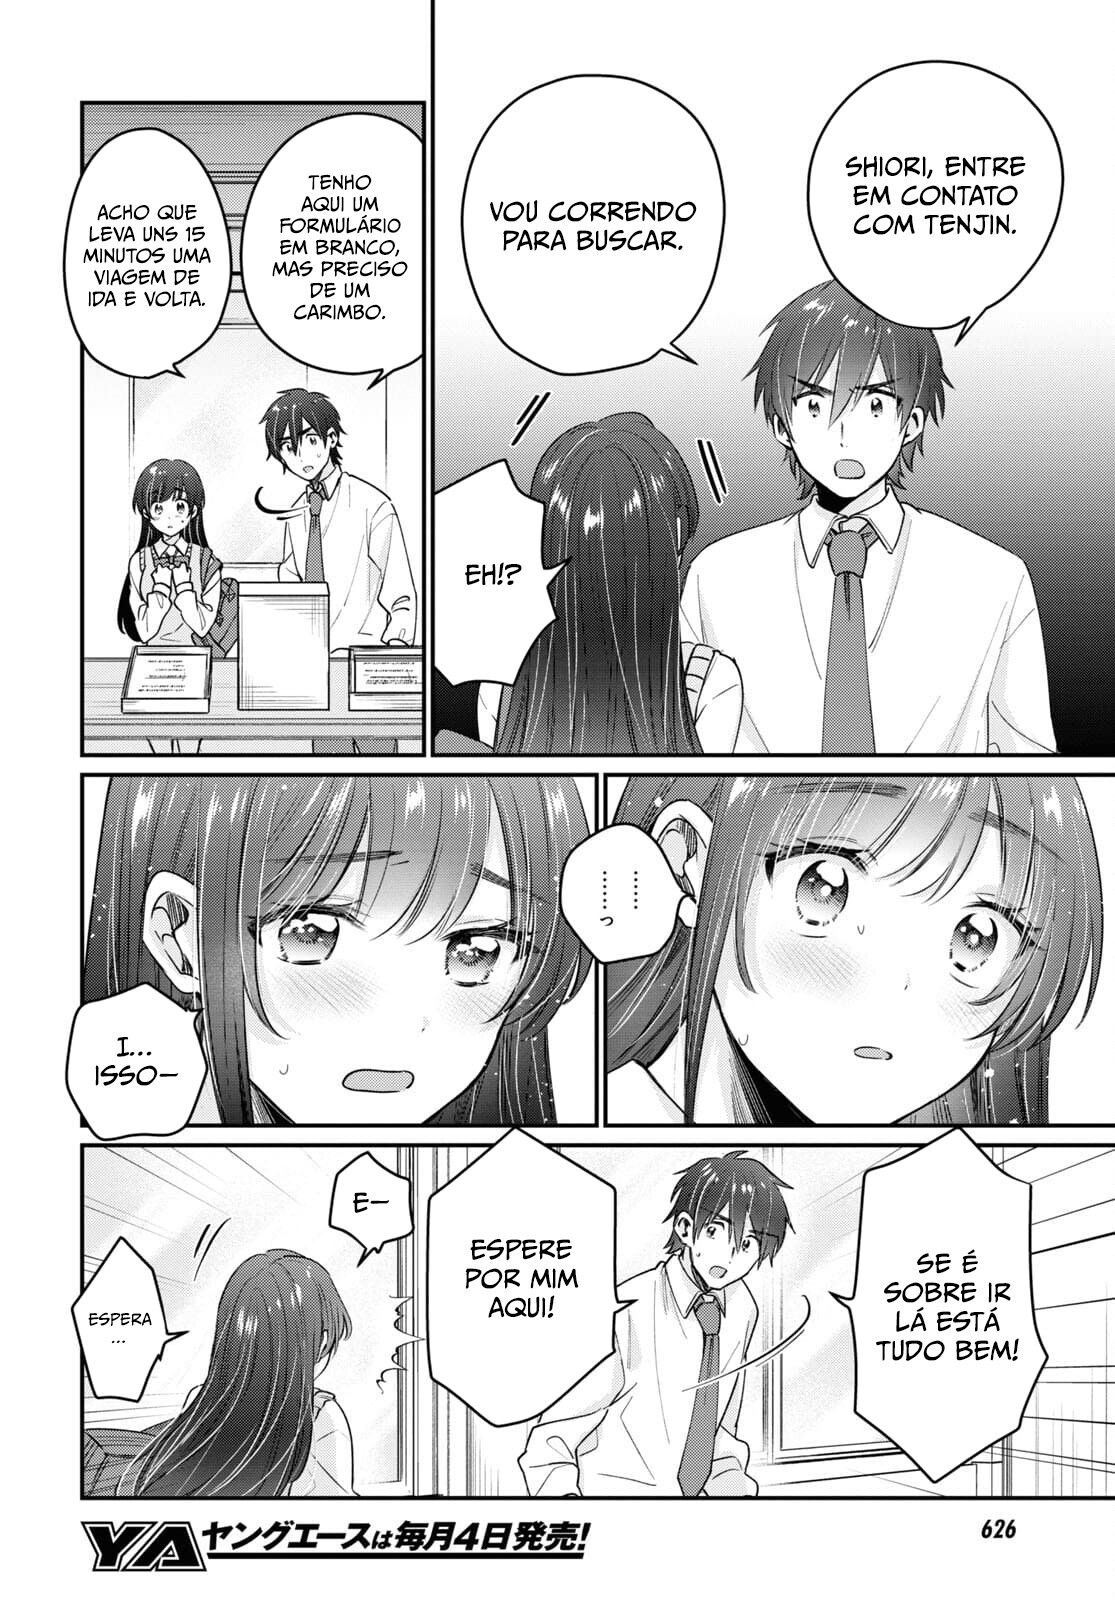 SHIORI, ENTRE
EM CONTATO
COM TENJIN.
VOU CORRENDO
PARA BUSCAR.
EH!?
TENHO
AQUI UM
FORMULÁRIO
EM BRANCO,
MAS PRECISO
DE UM
CARIMBO.
ACHO QUE
LEVA UNS 15
MINUTOS UMA
VIAGEM DE
IDA E VOLTA.
……
……っ
I...
ISSO—
SE É
SOBRE IR
LÁ ESTÁ
TUDO BEM!
ESPERE
POR MIM
AQUI!
E—
ESPERA
...
YA ヤングエースは毎月4日発売!
626